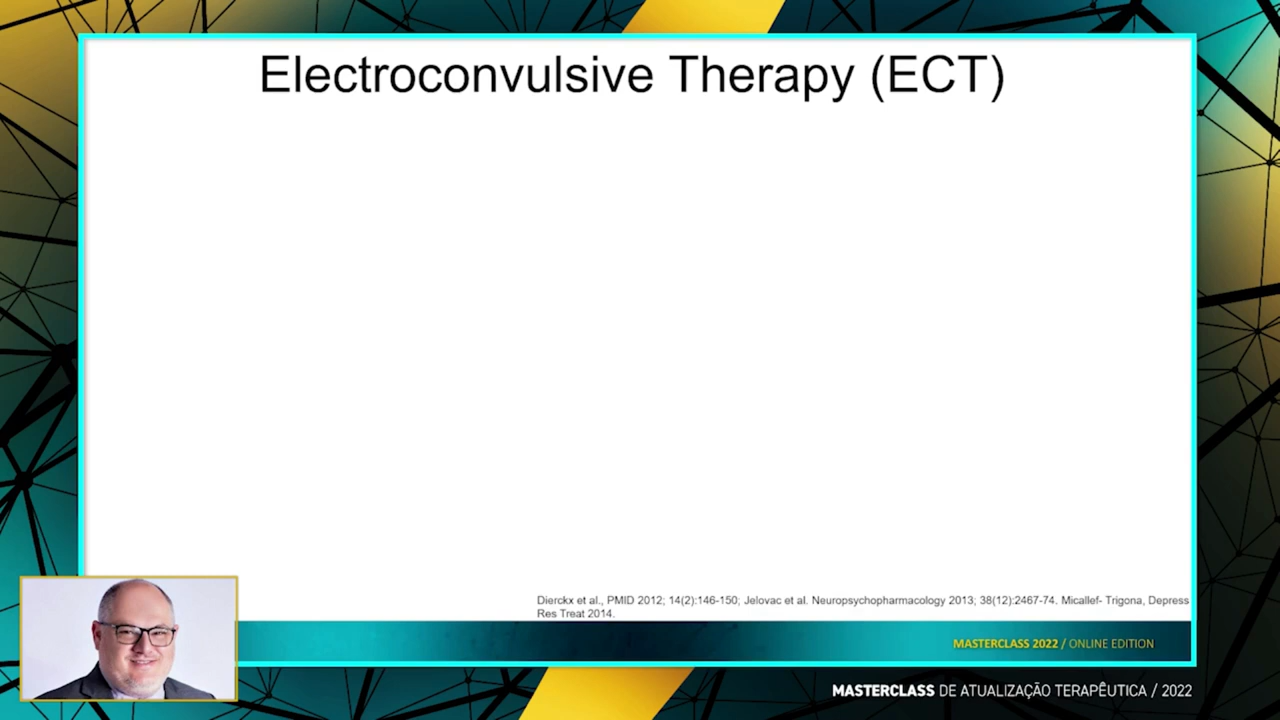 Electroconvulsive Therapy (ECT)
Dierckx et al., PMID 2012; 14(2):146-150; Jelovac et al. Neuropsychopharmacology 2013; 38(12):2467-74. Micallef- Trigona, Depress
Res Treat 2014.
MASTERCLASS 2022 / ONLINE EDITION
MASTERCLASS DE ATUALIZAÇÃO TERAPÊUTICA / 2022